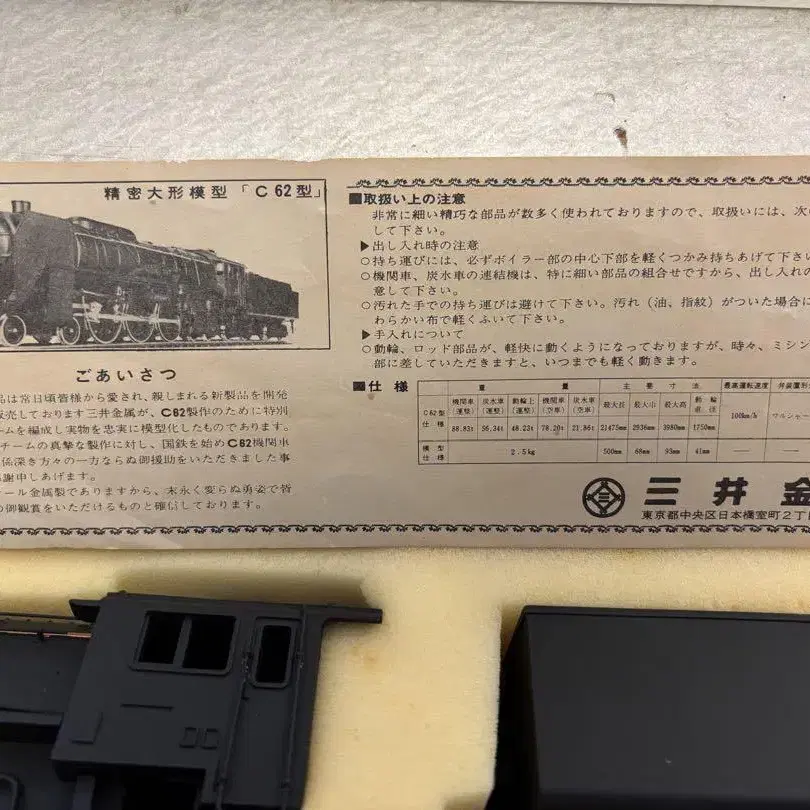 精密大形模型「C62型」
ごあいさつ
品は常日頃皆様から愛され、親しまれる新製品を開発
販売しております三井金属が、C62製作のために特別
ームを編成し実物を忠実に模型化したものであります。
チームの真摯な製作に対し、国鉄を始めC62機関車
係深き方々の一方ならぬ御援助をいただきました事
謝申しあげます。
ール金属製でありますから、末永く変らぬ勇姿で皆
の御観賞をいただけるものと確信しております。
■取扱い上の注意
非常に細い精巧な部品が数多く使われておりますので、取扱いには、次の
して下さい。
▶出し入れ時の注意
○持ち運びには、必ずボイラー部の中心下部を軽くつかみ持ちあげて下さい
○機関車、炭水車の連結機は、特に細い部品の組合せですから、出し入れの
意して下さい。
○汚れた手での持ち運びは避けて下さい。汚れ（油、指紋）がついた場合に
わらかい布で軽くふいて下さい。
▶手入れについて
○動輪、ロッド部品が、軽快に動くようになっておりますが、時々、ミシン
部に差していただきますと、いつまでも軽く動きます。
■仕様
重 量 主要寸法 最高運転速度 弁装置形
機関車(運整) 炭水車(運整) 動輪上(運整) 機関車(空車) 炭水車(空車) 最大長 最大巾 最大高 動輪直径
C62型仕様 88.83t 56.34t 48.23t 78.20t 21.86t 21475mm 2936mm 3980mm 1750mm 100km/h ワルシャー
模型仕様 2.5kg 500mm 68mm 93mm 41mm — —
三井金
東京都中央区日本橋室町2丁